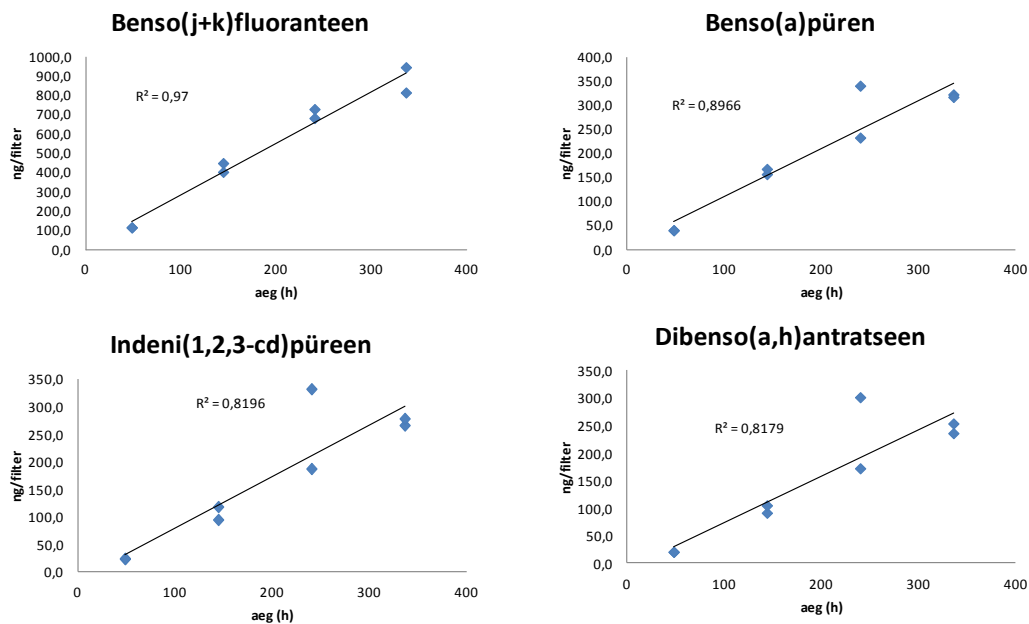 Benso(j+k)fluoranteen
1000,0
900,0
800,0
700,0
600,0
500,0
400,0
300,0
200,0
100,0
0,0
ng/filter
R² = 0,97
0 100 200 300 400
aeg (h)
Benso(a)püren
400,0
350,0
300,0
250,0
200,0
150,0
100,0
50,0
0,0
ng/filter
R² = 0,8966
0 100 200 300 400
aeg (h)
Indeni(1,2,3-cd)püreen
350,0
300,0
250,0
200,0
150,0
100,0
50,0
0,0
ng/filter
R² = 0,8196
0 100 200 300 400
aeg (h)
Dibenso(a,h)antratseen
350,0
300,0
250,0
200,0
150,0
100,0
50,0
0,0
ng/filter
R² = 0,8179
0 100 200 300 400
aeg (h)